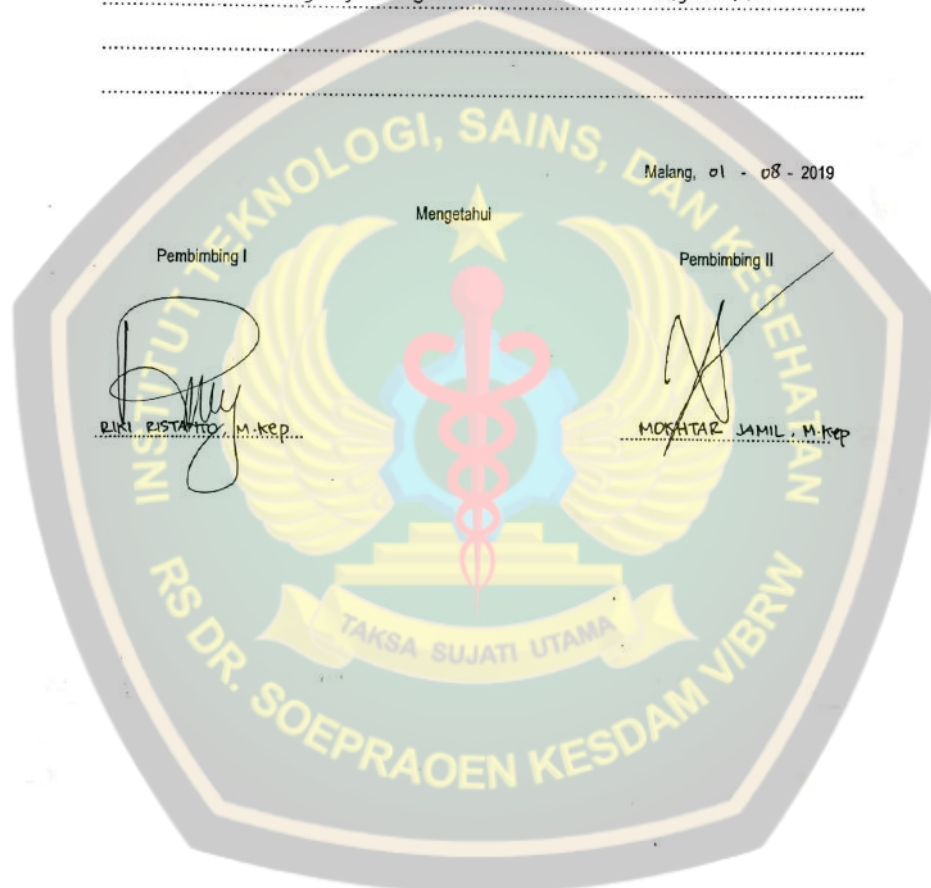 Malang, 01 - 08 - 2019
Mengetahui
Pembimbing I
Pembimbing II
RIKI RISTANTO, M.Kep
MOKHTAR JAMIL, M.Kep
INSTITUT TEKNOLOGI, SAINS, DAN KESEHATAN
TAKSA SUJATI UTAMA
RS DR. SOEPRAOEN KESDAM V/BRW